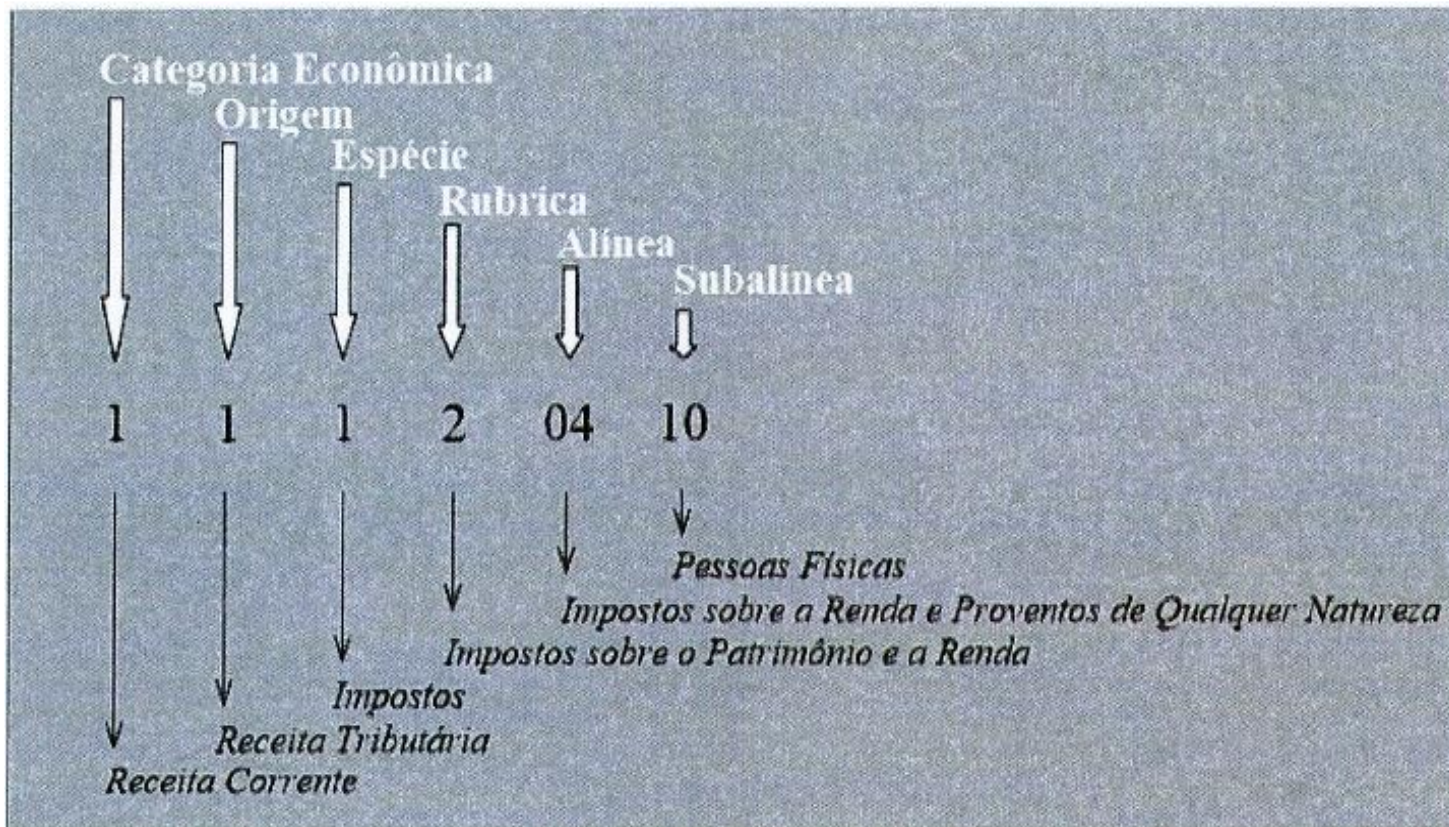 Categoria Econômica
Origem
Espécie
Rubrica
Alínea
Subalínea
1 1 1 2 04 10
Pessoas Físicas
Impostos sobre a Renda e Proventos de Qualquer Natureza
Impostos sobre o Patrimônio e a Renda
Impostos
Receita Tributária
Receita Corrente